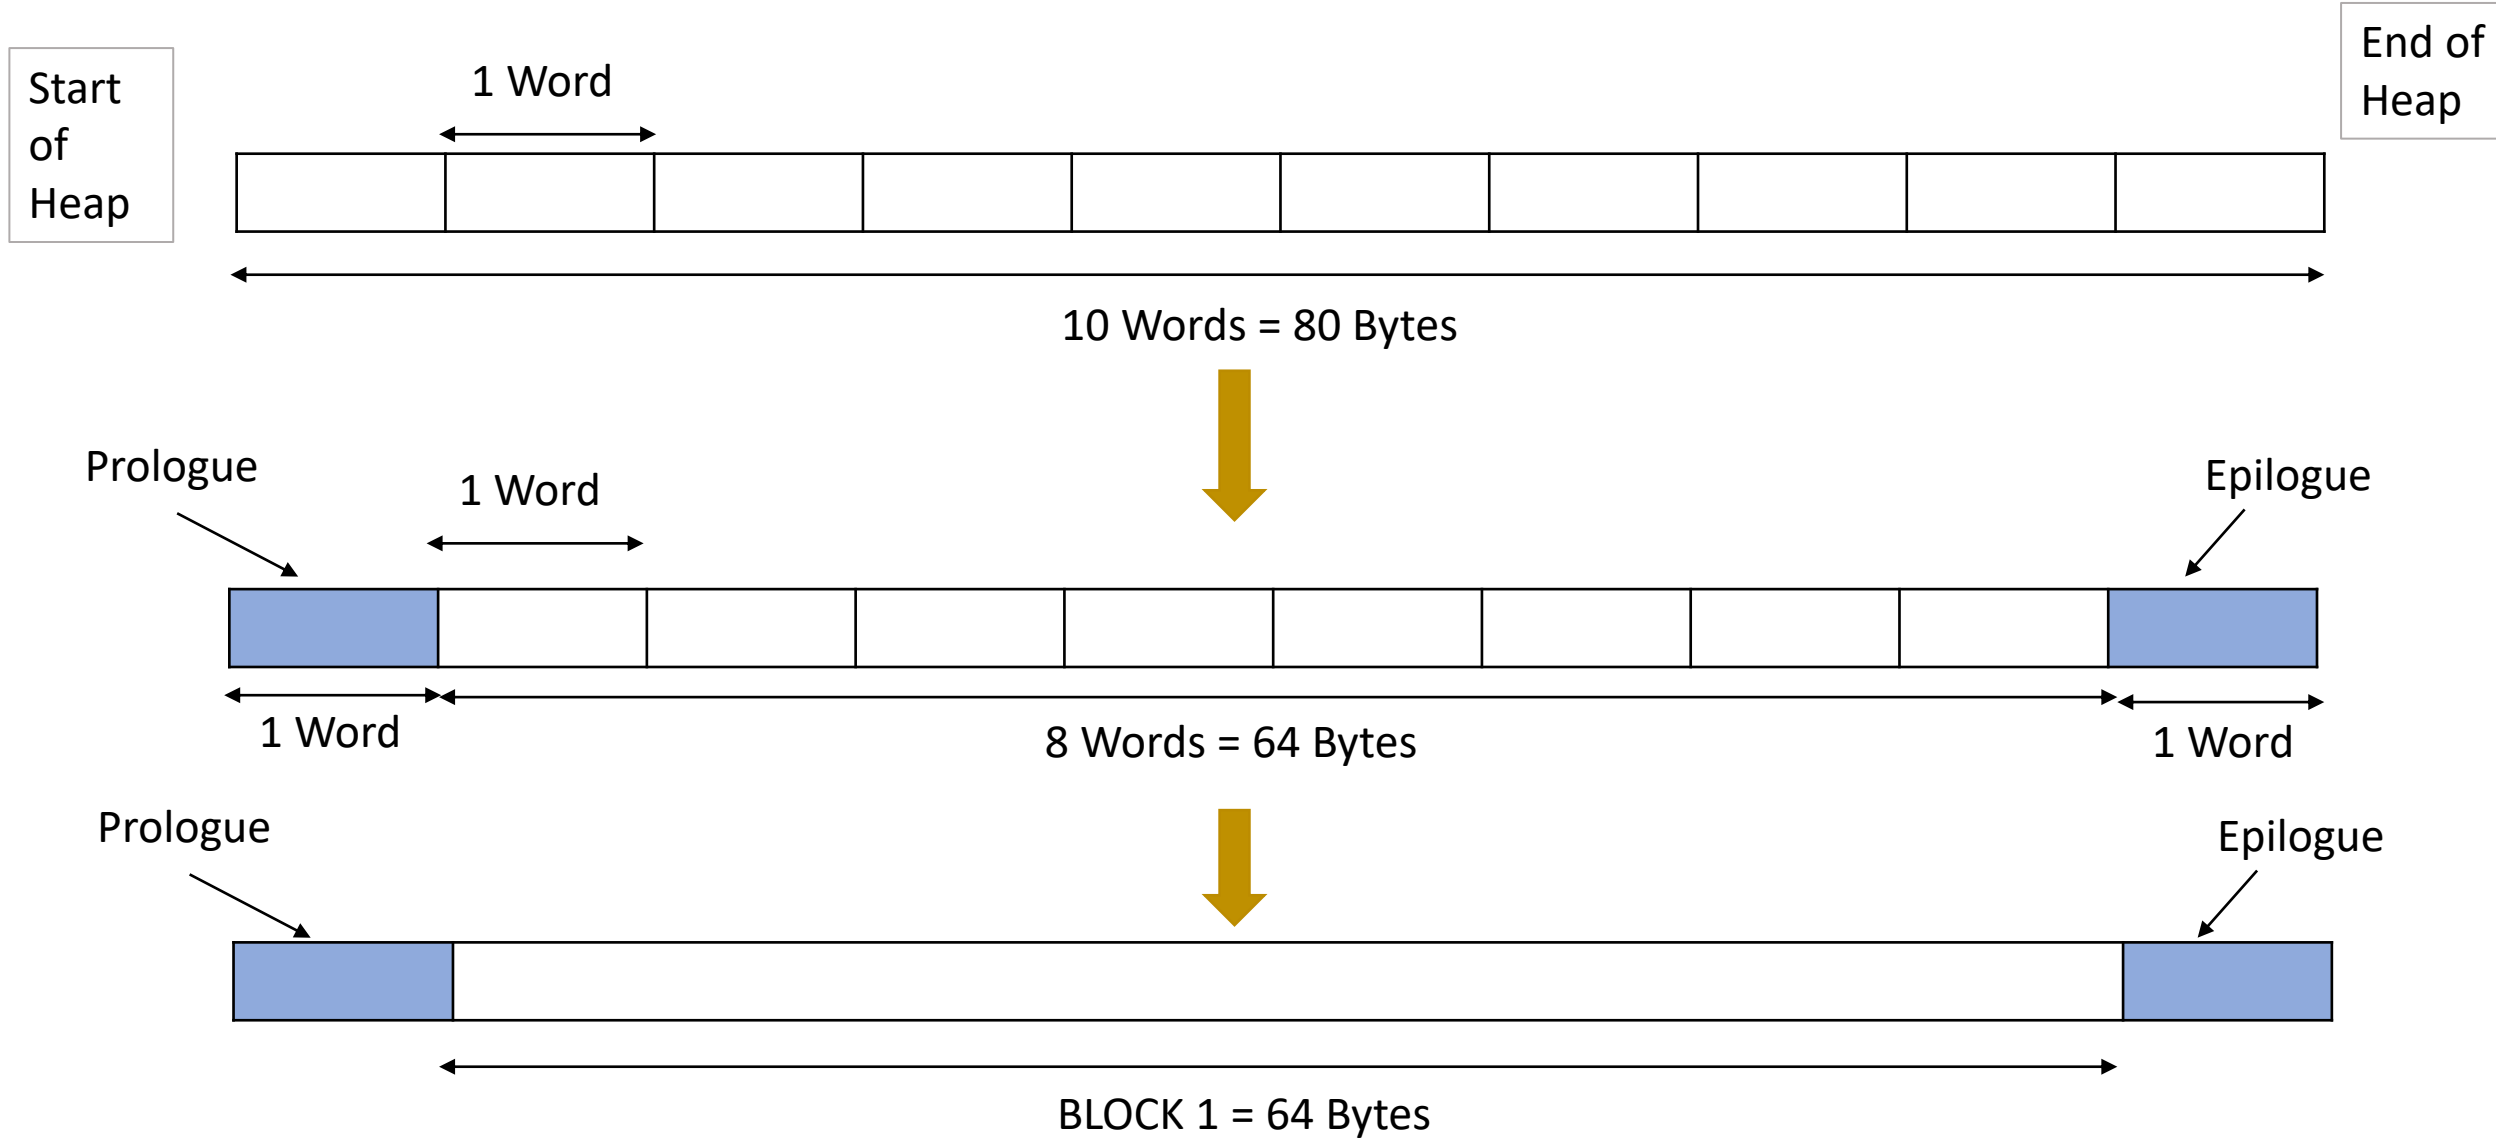 Start
of
Heap
End of
Heap
1 Word
10 Words = 80 Bytes
Prologue
1 Word
Epilogue
1 Word
8 Words = 64 Bytes
1 Word
Prologue
Epilogue
BLOCK 1 = 64 Bytes